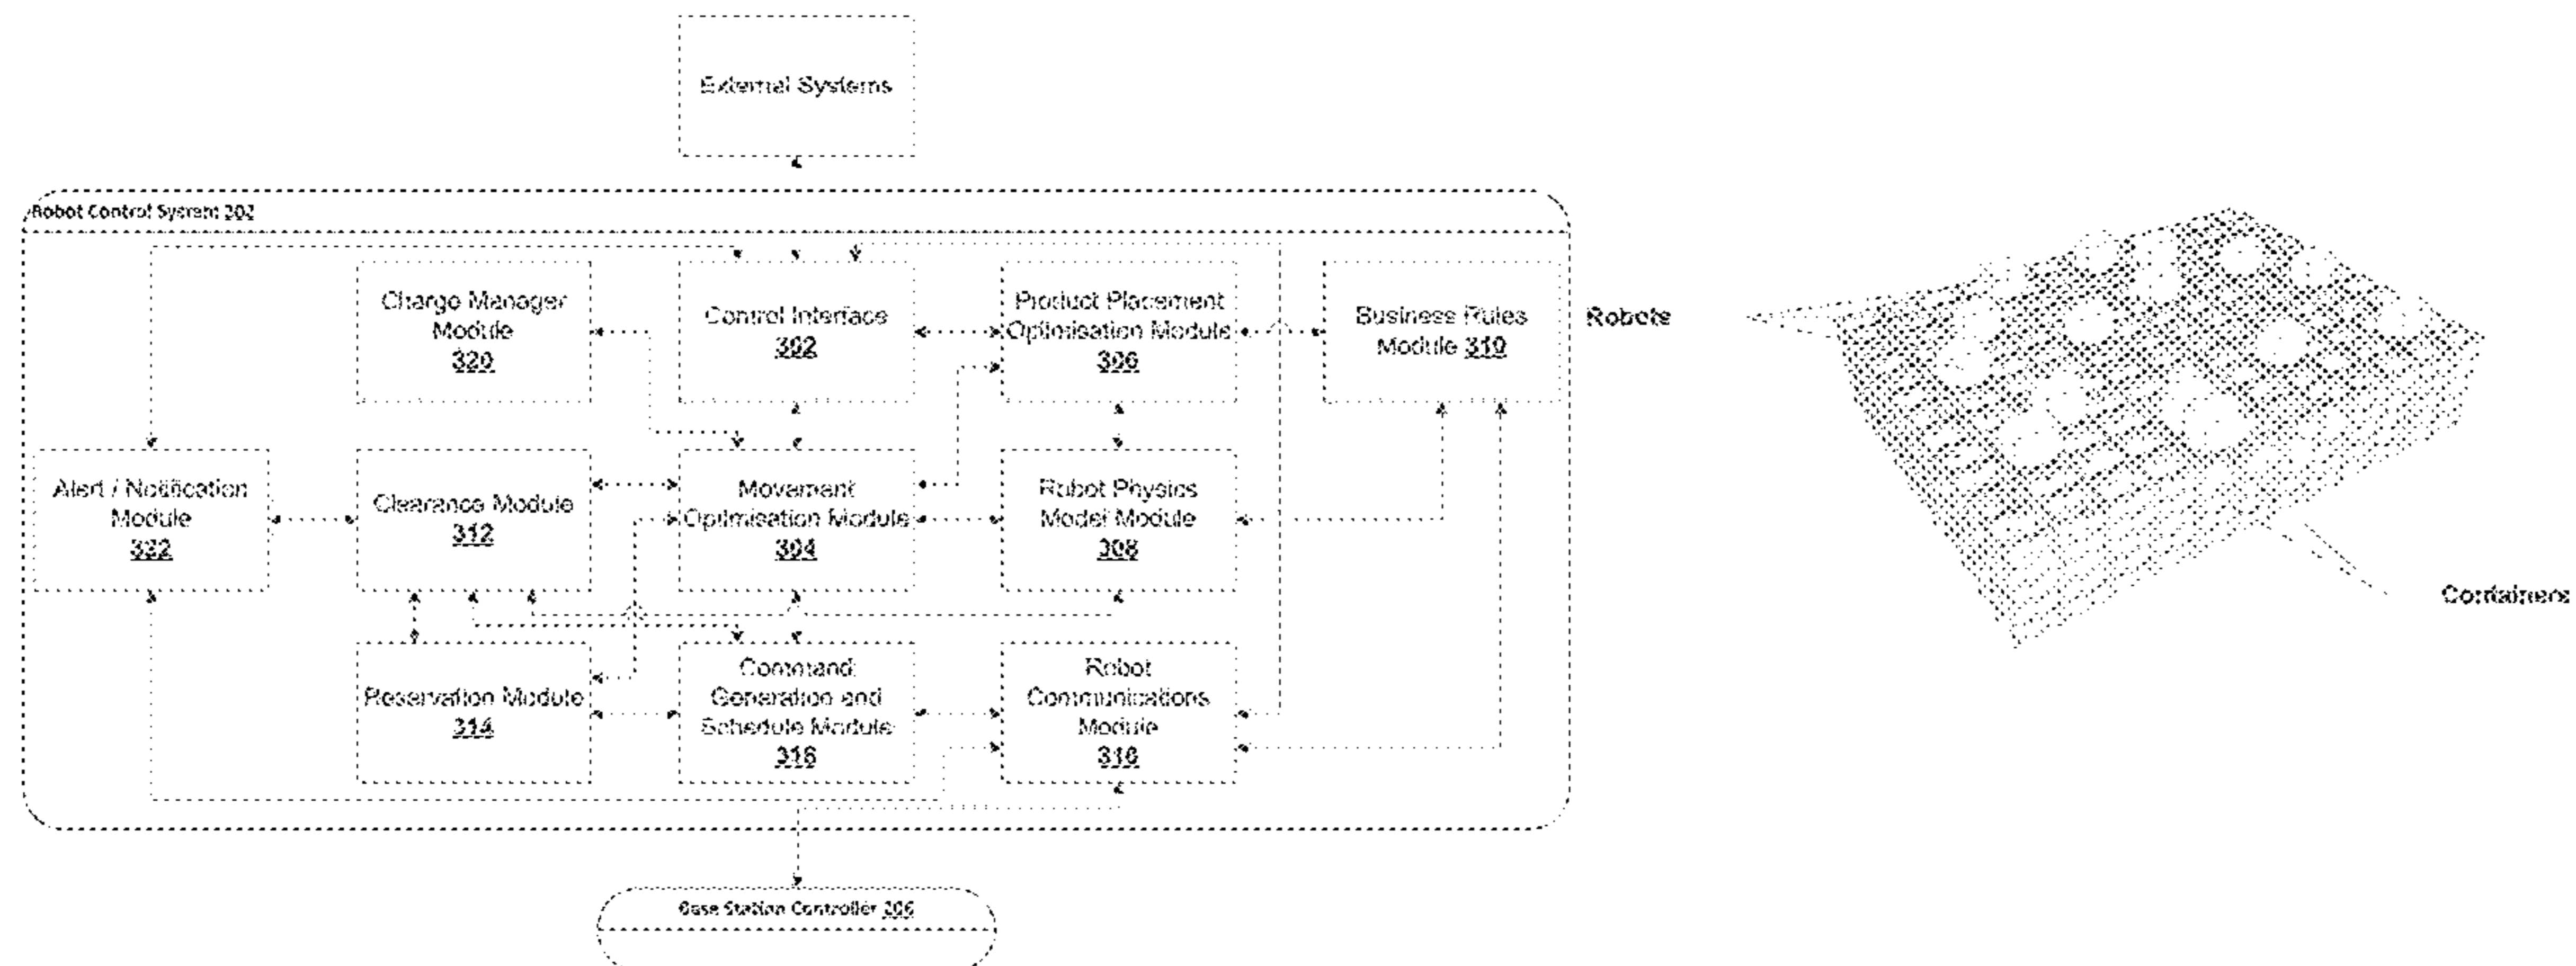 External Systems
Robot Control System 202
Charge Manager
Module
320
Control Interface
302
Product Placement
Optimisation Module
306
Business Rules
Module 310
Robots
Alert / Notification
Module
322
Clearance Module
312
Movement
Optimisation Module
304
Robot Physics
Model Module
308
Containers
Reservation Module
314
Command
Generation and
Schedule Module
Robot
Communications
Module
Base Station Controller 206